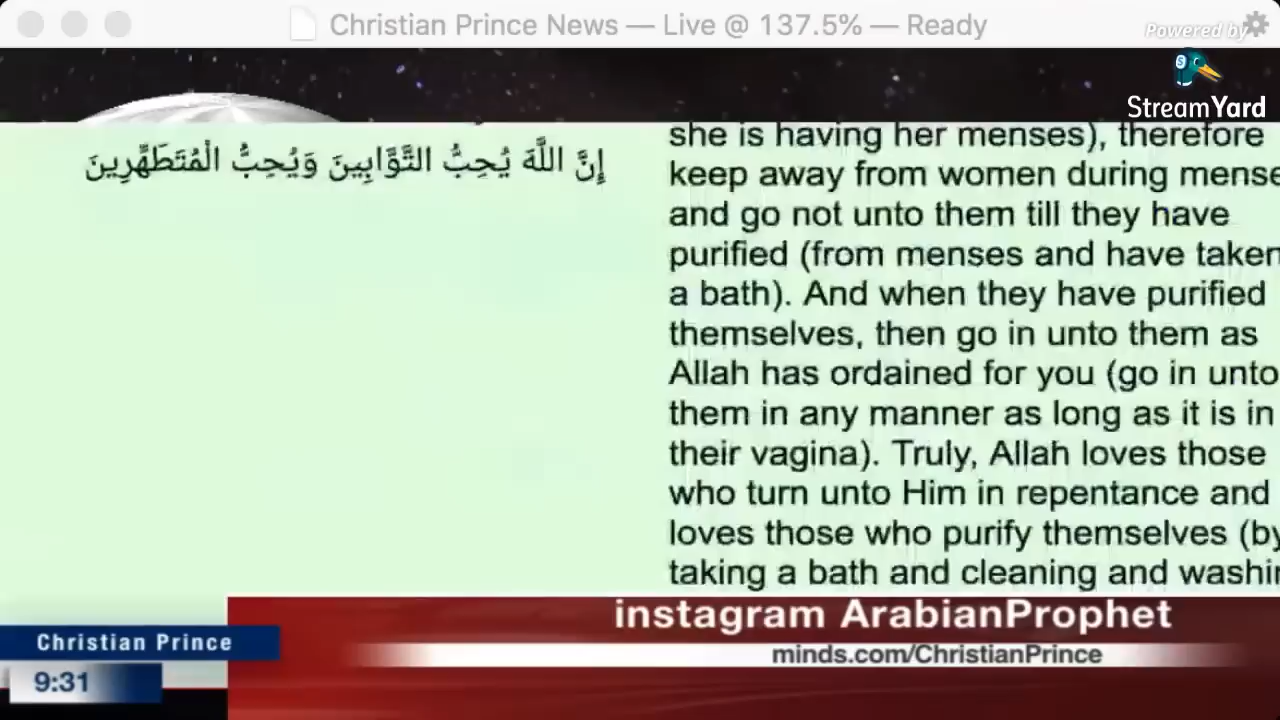 Christian Prince News — Live @ 137.5% — Ready
Powered by
StreamYard
إِنَّ اللَّهَ يُحِبُّ التَّوَّابِينَ وَيُحِبُّ الْمُتَطَهِّرِينَ
she is having her menses), therefore
keep away from women during mense
and go not unto them till they have
purified (from menses and have taken
a bath). And when they have purified
themselves, then go in unto them as
Allah has ordained for you (go in unto
them in any manner as long as it is in
their vagina). Truly, Allah loves those
who turn unto Him in repentance and
loves those who purify themselves (by
taking a bath and cleaning and washin
instagram ArabianProphet
minds.com/ChristianPrince
Christian Prince
9:31